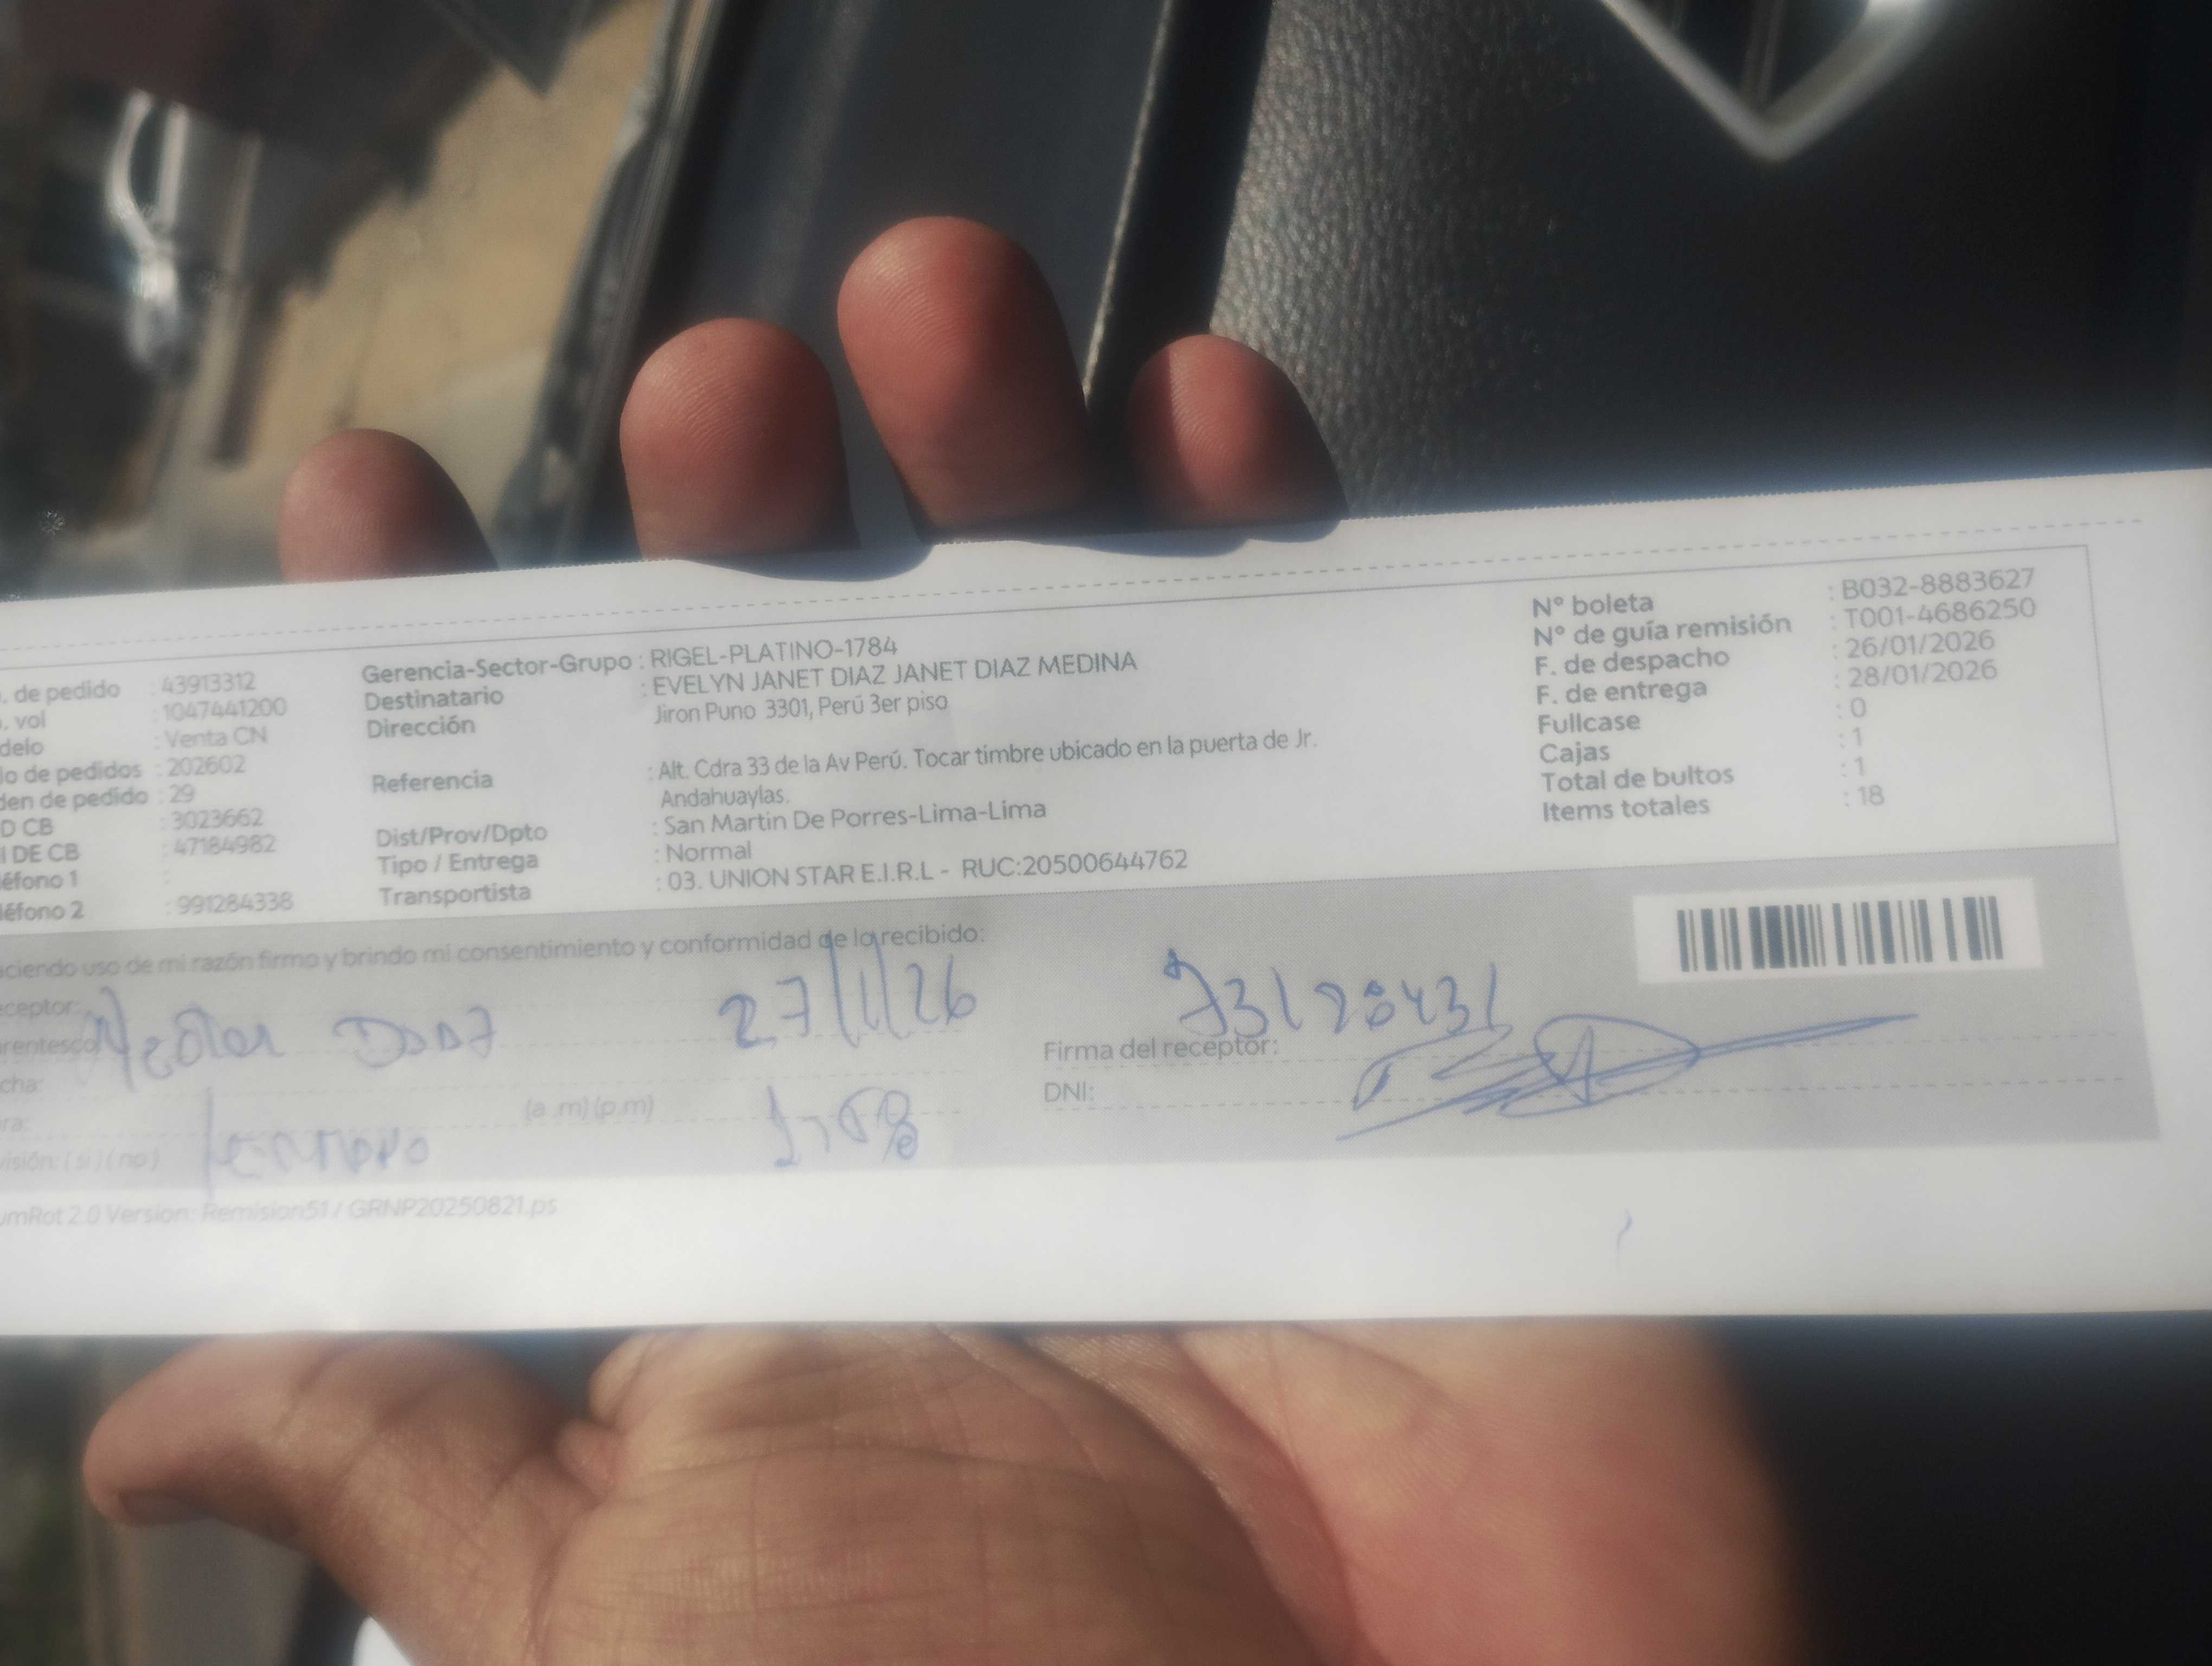 . de pedido : 43913312
. vol : 1047441200
delo : Venta CN
lo de pedidos : 202602
den de pedido : 29
D CB : 3023662
I DE CB : 47184982
éfono 1 :
léfono 2 : 991284338
Gerencia-Sector-Grupo : RIGEL-PLATINO-1784
Destinatario : EVELYN JANET DIAZ JANET DIAZ MEDINA
Dirección Jiron Puno 3301, Perú 3er piso
Referencia : Alt. Cdra 33 de la Av Perú. Tocar timbre ubicado en la puerta de Jr.
Andahuaylas.
Dist/Prov/Dpto : San Martin De Porres-Lima-Lima
Tipo / Entrega : Normal
Transportista : 03. UNION STAR E.I.R.L - RUC:20500644762
N° boleta : B032-8883627
N° de guía remisión : T001-4686250
F. de despacho : 26/01/2026
F. de entrega : 28/01/2026
Fullcase : 0
Cajas : 1
Total de bultos : 1
Items totales : 18
aciendo uso de mi razón firmo y brindo mi consentimiento y conformidad de lo recibido:
eceptor:
arentesco
27/1/26
cha:
ra: (a .m) (p.m)
visión: ( si ) ( no )
Firma del receptor:
DNI:
umRot 2.0 Version: Remision51 / GRNP20250821.ps